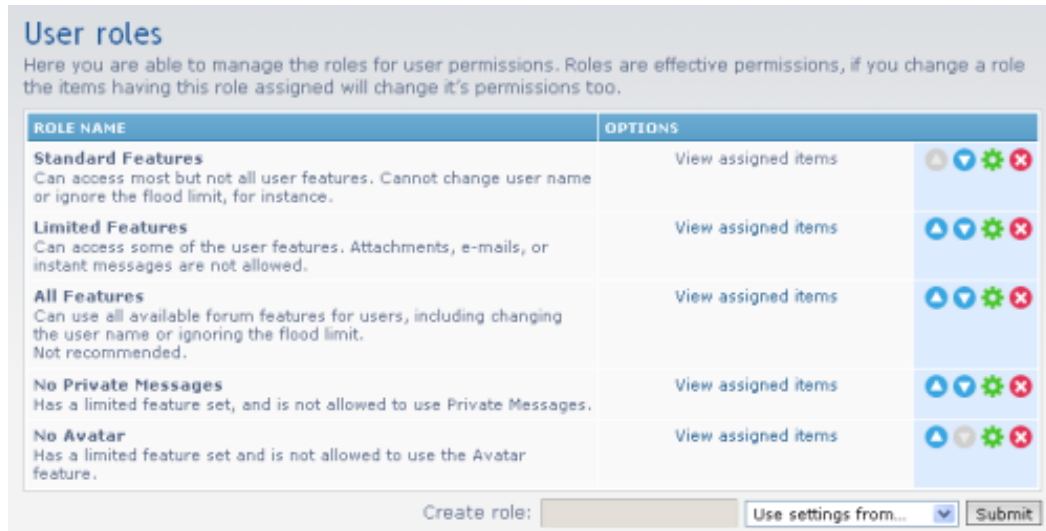 User roles
Here you are able to manage the roles for user permissions. Roles are effective permissions, if you change a role
the items having this role assigned will change it's permissions too.
ROLE NAME OPTIONS
Standard Features View assigned items
Can access most but not all user features. Cannot change user name
or ignore the flood limit, for instance.
Limited Features View assigned items
Can access some of the user features. Attachments, e-mails, or
instant messages are not allowed.
All Features View assigned items
Can use all available forum features for users, including changing
the user name or ignoring the flood limit.
Not recommended.
No Private Messages View assigned items
Has a limited feature set, and is not allowed to use Private Messages.
No Avatar View assigned items
Has a limited feature set and is not allowed to use the Avatar
feature.
Create role: Use settings from... Submit